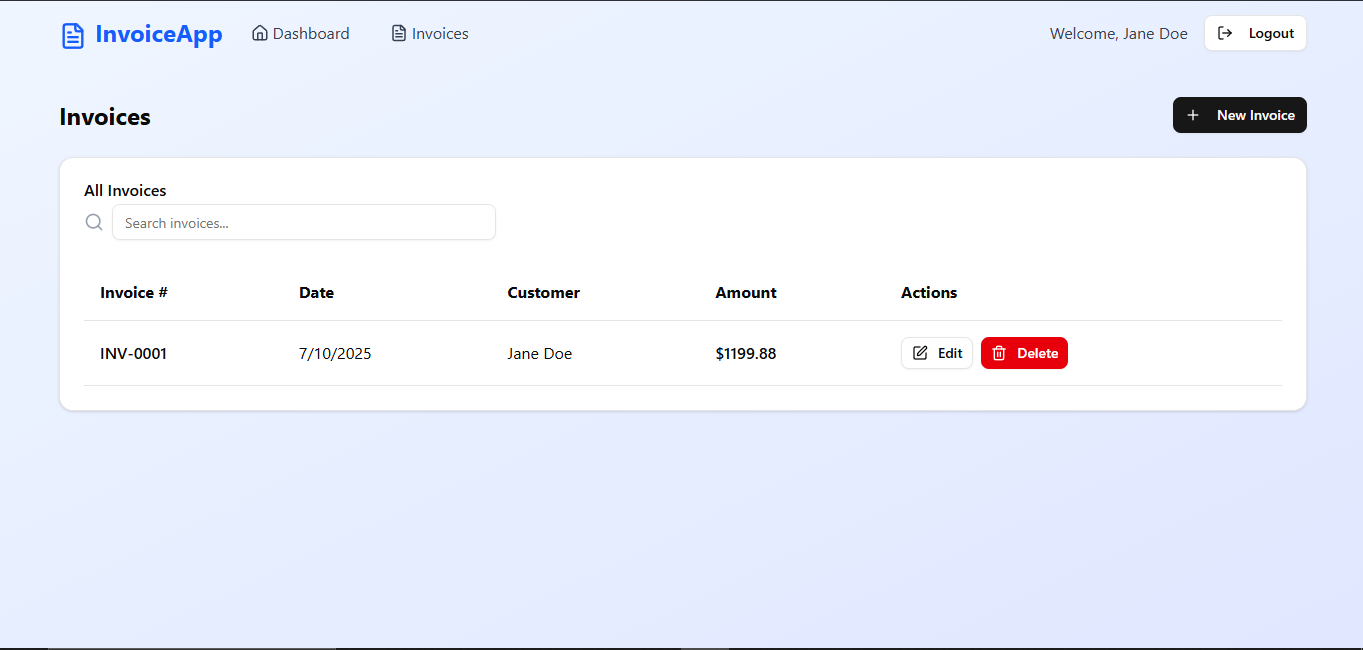 InvoiceApp Dashboard Invoices Welcome, Jane Doe Logout
Invoices New Invoice
All Invoices
Search invoices...
Invoice # Date Customer Amount Actions
INV-0001 7/10/2025 Jane Doe $1199.88 Edit Delete